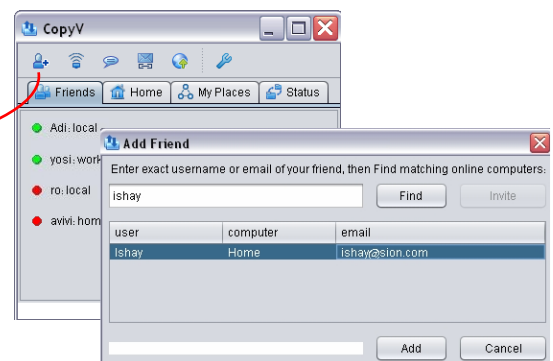 CopyV
Friends Home My Places Status
Adi: local
yosi: work
ro: local
avivi: hom
Add Friend
Enter exact username or email of your friend, then Find matching online computers:
ishay Find Invite
user computer email
Ishay Home ishay@sion.com
Add Cancel